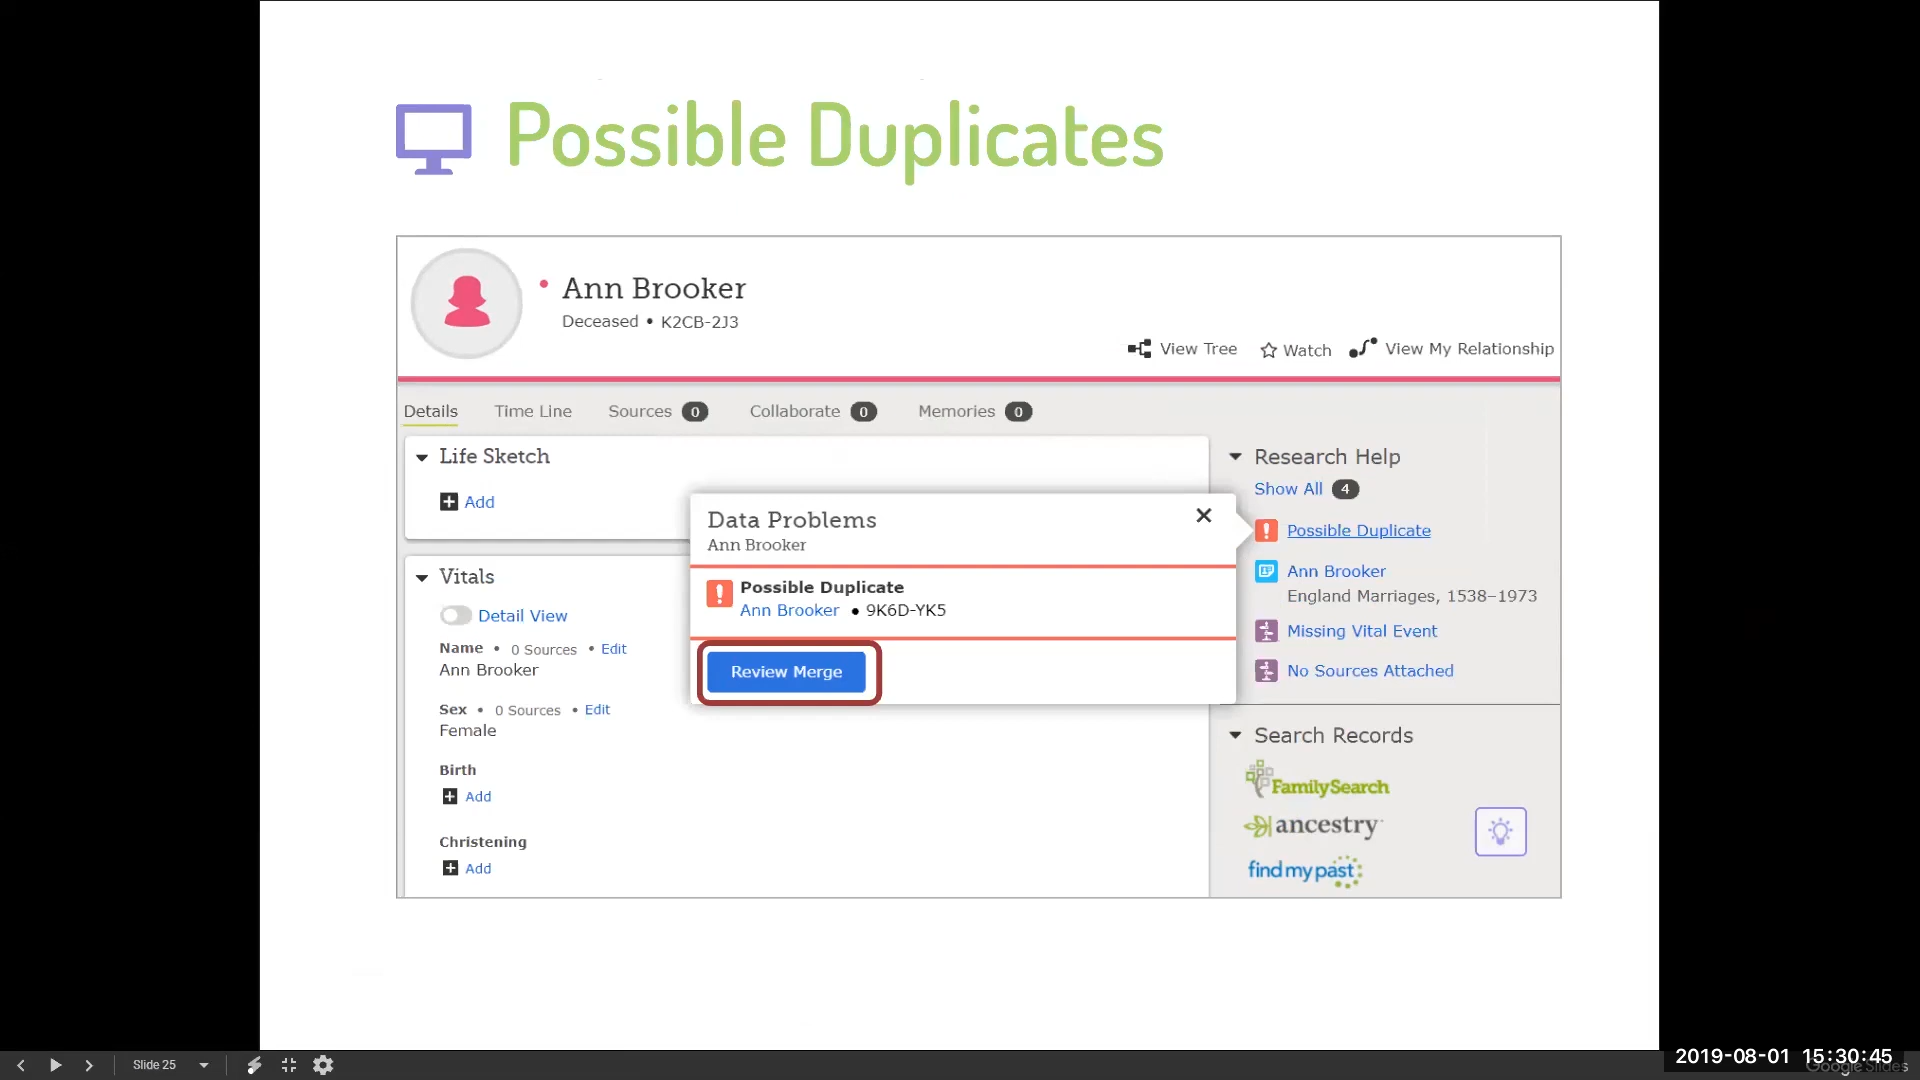 Possible Duplicates
Ann Brooker
Deceased • K2CB-2J3
View Tree
Watch
View My Relationship
Details
Time Line
Sources 0
Collaborate 0
Memories 0
Life Sketch
Add
Vitals
Detail View
Name • 0 Sources • Edit
Ann Brooker
Sex • 0 Sources • Edit
Female
Birth
Add
Christening
Add
Data Problems
Ann Brooker
Possible Duplicate
Ann Brooker • 9K6D-YK5
Review Merge
Research Help
Show All 4
Possible Duplicate
Ann Brooker
England Marriages, 1538–1973
Missing Vital Event
No Sources Attached
Search Records
FamilySearch
ancestry
findmypast
Slide 25
2019-08-01 15:30:45
Google Slides